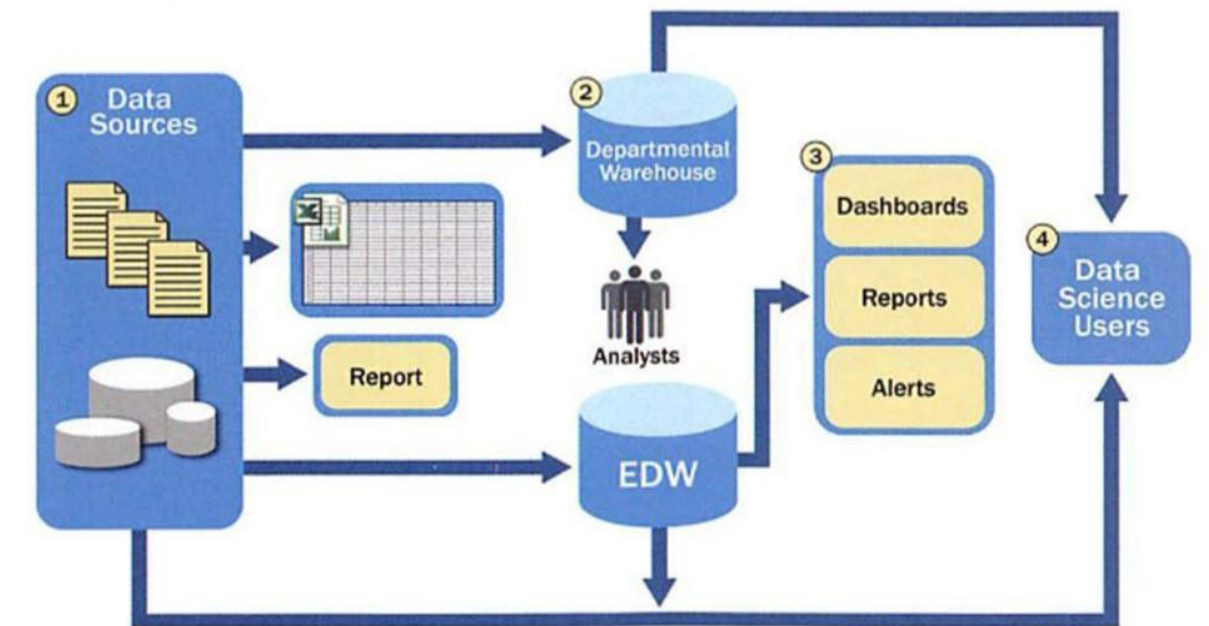 1
Data
Sources
2
Departmental
Warehouse
Analysts
Report
EDW
3
Dashboards
Reports
Alerts
4
Data
Science
Users